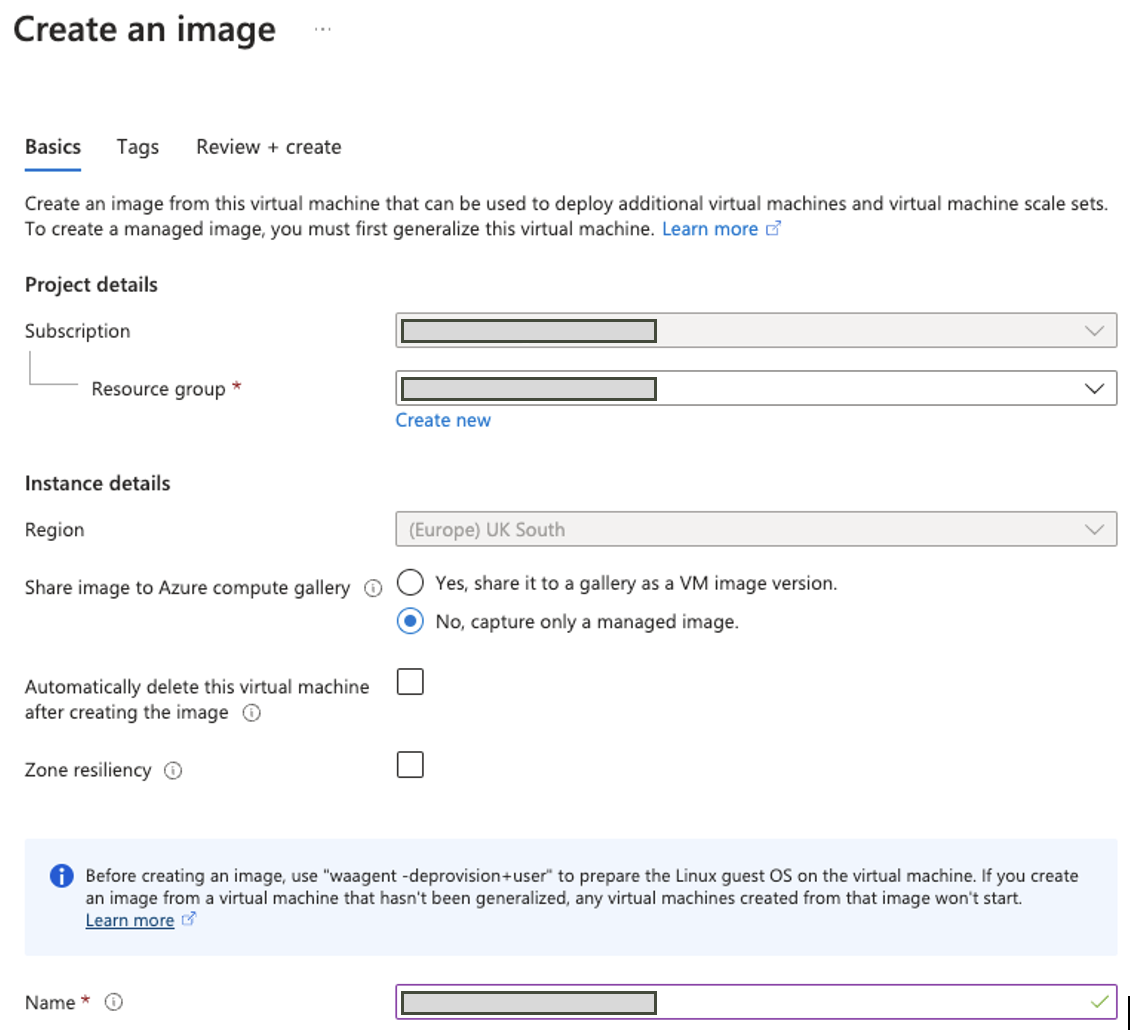 Create an image ...
Basics Tags Review + create
Create an image from this virtual machine that can be used to deploy additional virtual machines and virtual machine scale sets.
To create a managed image, you must first generalize this virtual machine. Learn more
Project details
Subscription
Resource group *
Create new
Instance details
Region (Europe) UK South
Share image to Azure compute gallery Yes, share it to a gallery as a VM image version.
No, capture only a managed image.
Automatically delete this virtual machine
after creating the image
Zone resiliency
Before creating an image, use "waagent -deprovision+user" to prepare the Linux guest OS on the virtual machine. If you create
an image from a virtual machine that hasn't been generalized, any virtual machines created from that image won't start.
Learn more
Name *